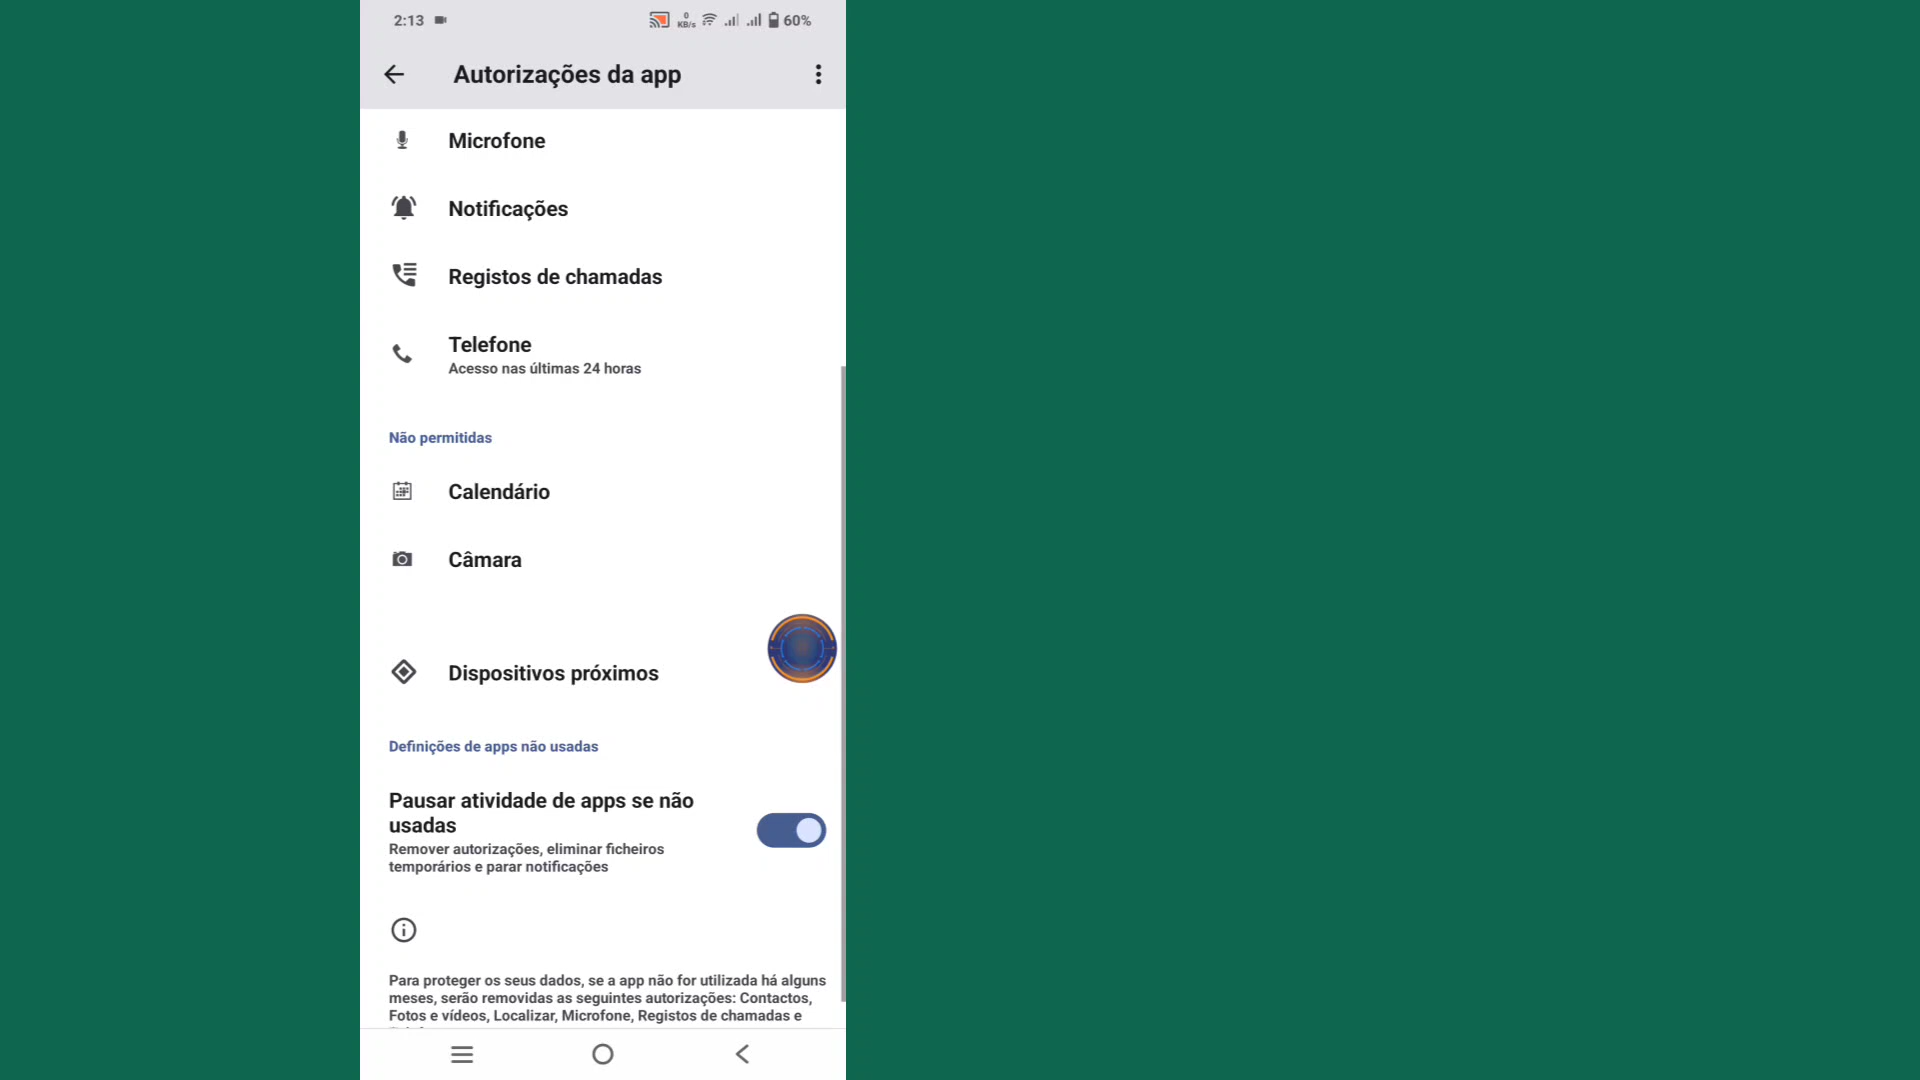 2:13
0
KB/s
60%
Autorizações da app
Microfone
Notificações
Registos de chamadas
Telefone
Acesso nas últimas 24 horas
Não permitidas
Calendário
Câmara
Dispositivos próximos
Definições de apps não usadas
Pausar atividade de apps se não
usadas
Remover autorizações, eliminar ficheiros
temporários e parar notificações
Para proteger os seus dados, se a app não for utilizada há alguns
meses, serão removidas as seguintes autorizações: Contactos,
Fotos e vídeos, Localizar, Microfone, Registos de chamadas e